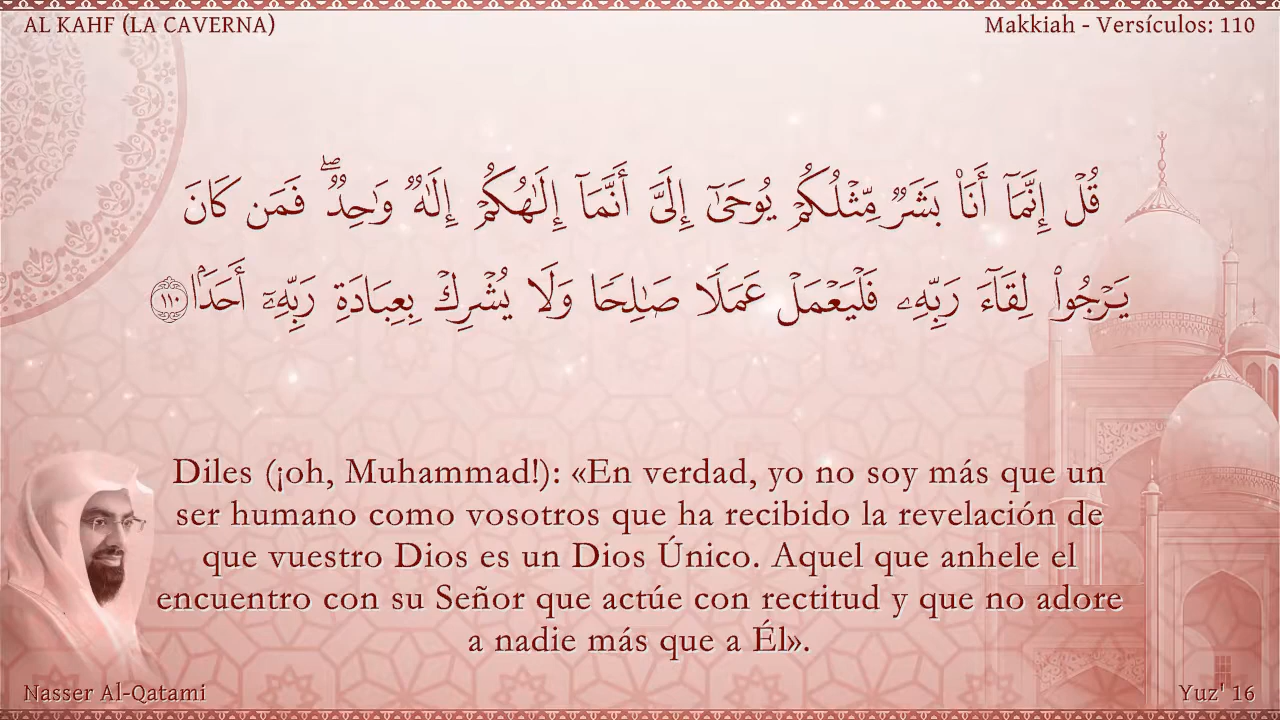 AL KAHF (LA CAVERNA)
Makkiah - Versículos: 110
قُلْ إِنَّمَآ أَنَا۠ بَشَرٌ مِّثْلُكُمْ يُوحَىٰٓ إِلَىَّ أَنَّمَآ إِلَـٰهُكُمْ إِلَـٰهٌ وَٰحِدٌ ۖ فَمَن كَانَ
يَرْجُوا۟ لِقَآءَ رَبِّهِۦ فَلْيَعْمَلْ عَمَلًا صَـٰلِحًا وَلَا يُشْرِكْ بِعِبَادَةِ رَبِّهِۦٓ أَحَدًۢا ١١٠
Diles (¡oh, Muhammad!): «En verdad, yo no soy más que un
ser humano como vosotros que ha recibido la revelación de
que vuestro Dios es un Dios Único. Aquel que anhele el
encuentro con su Señor que actúe con rectitud y que no adore
a nadie más que a Él».
Nasser Al-Qatami
Yuz' 16